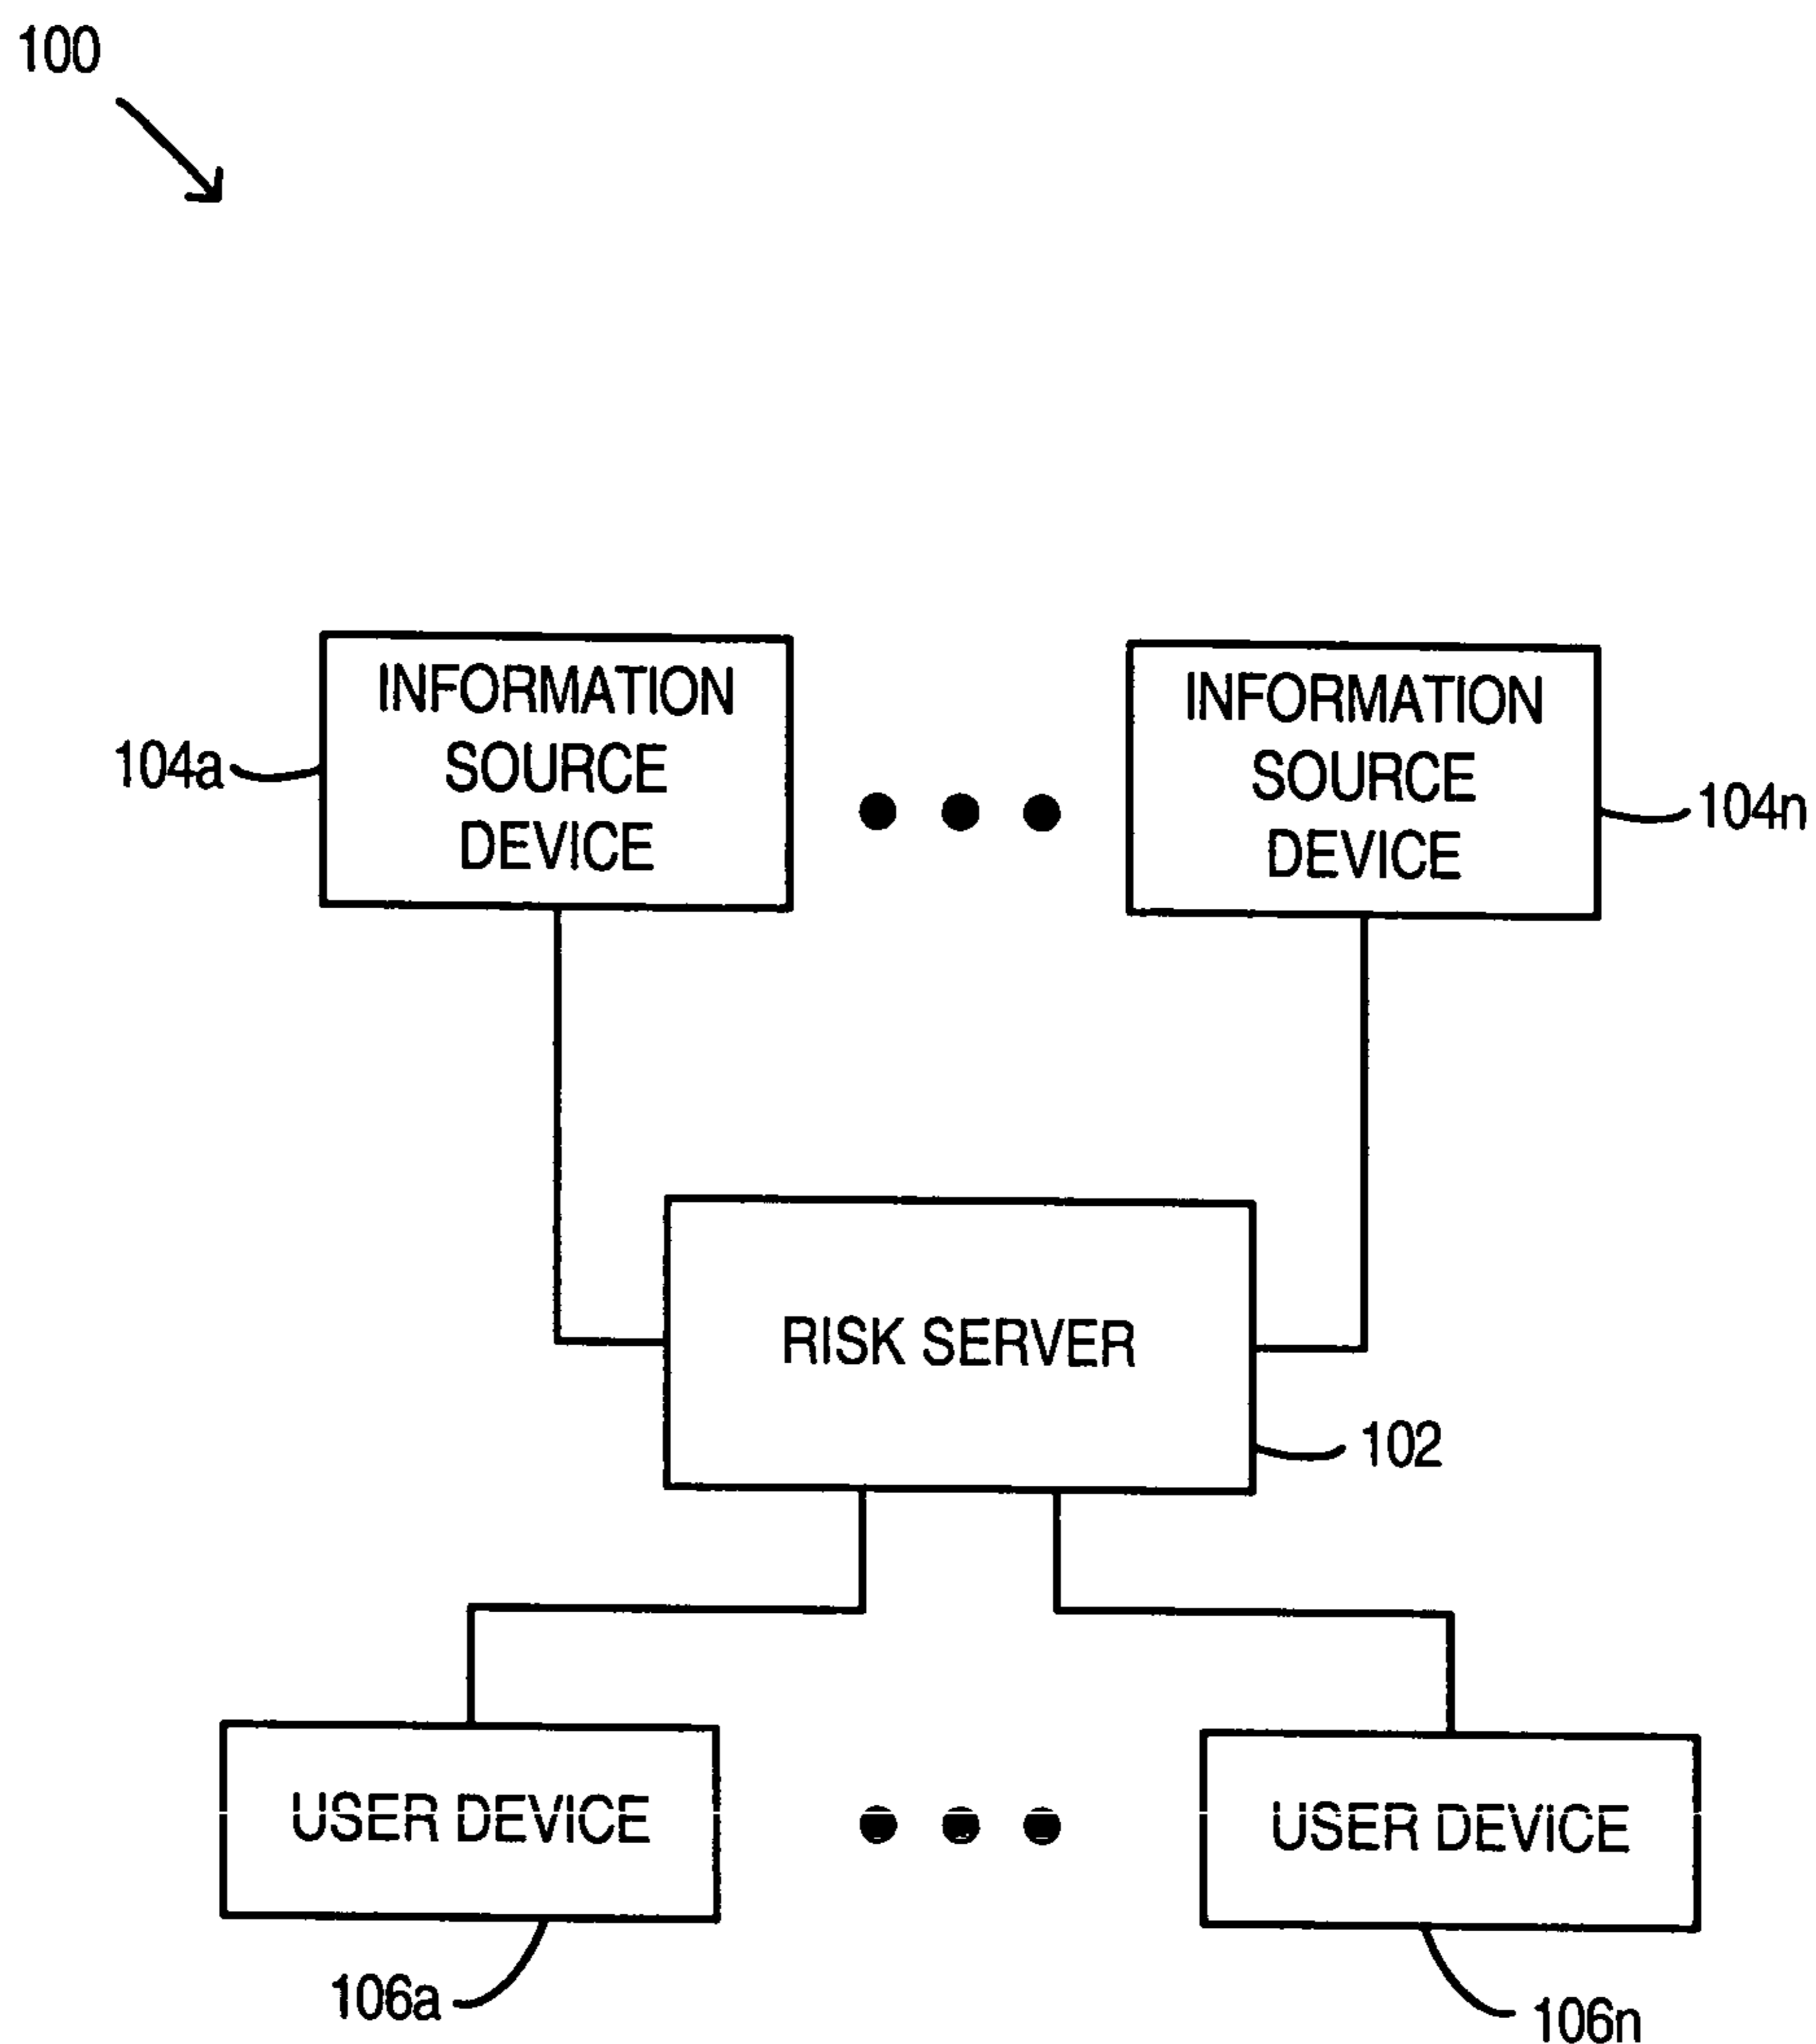 100
INFORMATION
SOURCE
DEVICE
104a
INFORMATION
SOURCE
DEVICE
104n
RISK SERVER
102
USER DEVICE
106a
USER DEVICE
106n